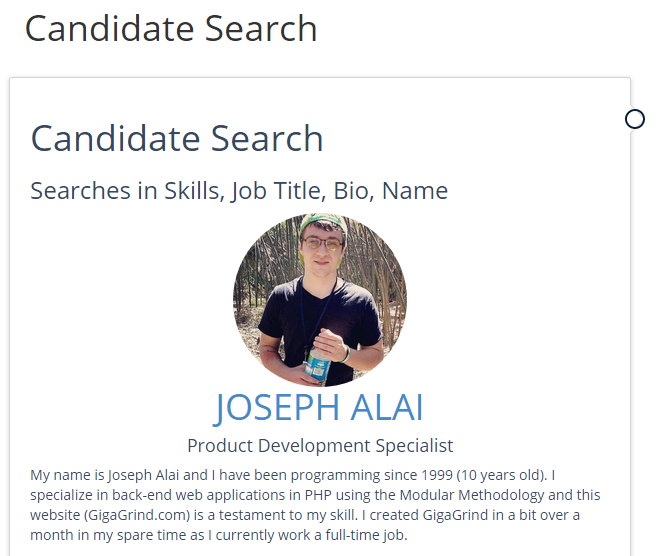 Candidate Search
Candidate Search
Searches in Skills, Job Title, Bio, Name
JOSEPH ALAI
Product Development Specialist
My name is Joseph Alai and I have been programming since 1999 (10 years old). I
specialize in back-end web applications in PHP using the Modular Methodology and this
website (GigaGrind.com) is a testament to my skill. I created GigaGrind in a bit over a
month in my spare time as I currently work a full-time job.